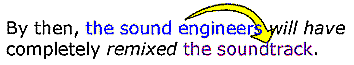 By then, the sound engineers will have
completely remixed the soundtrack.